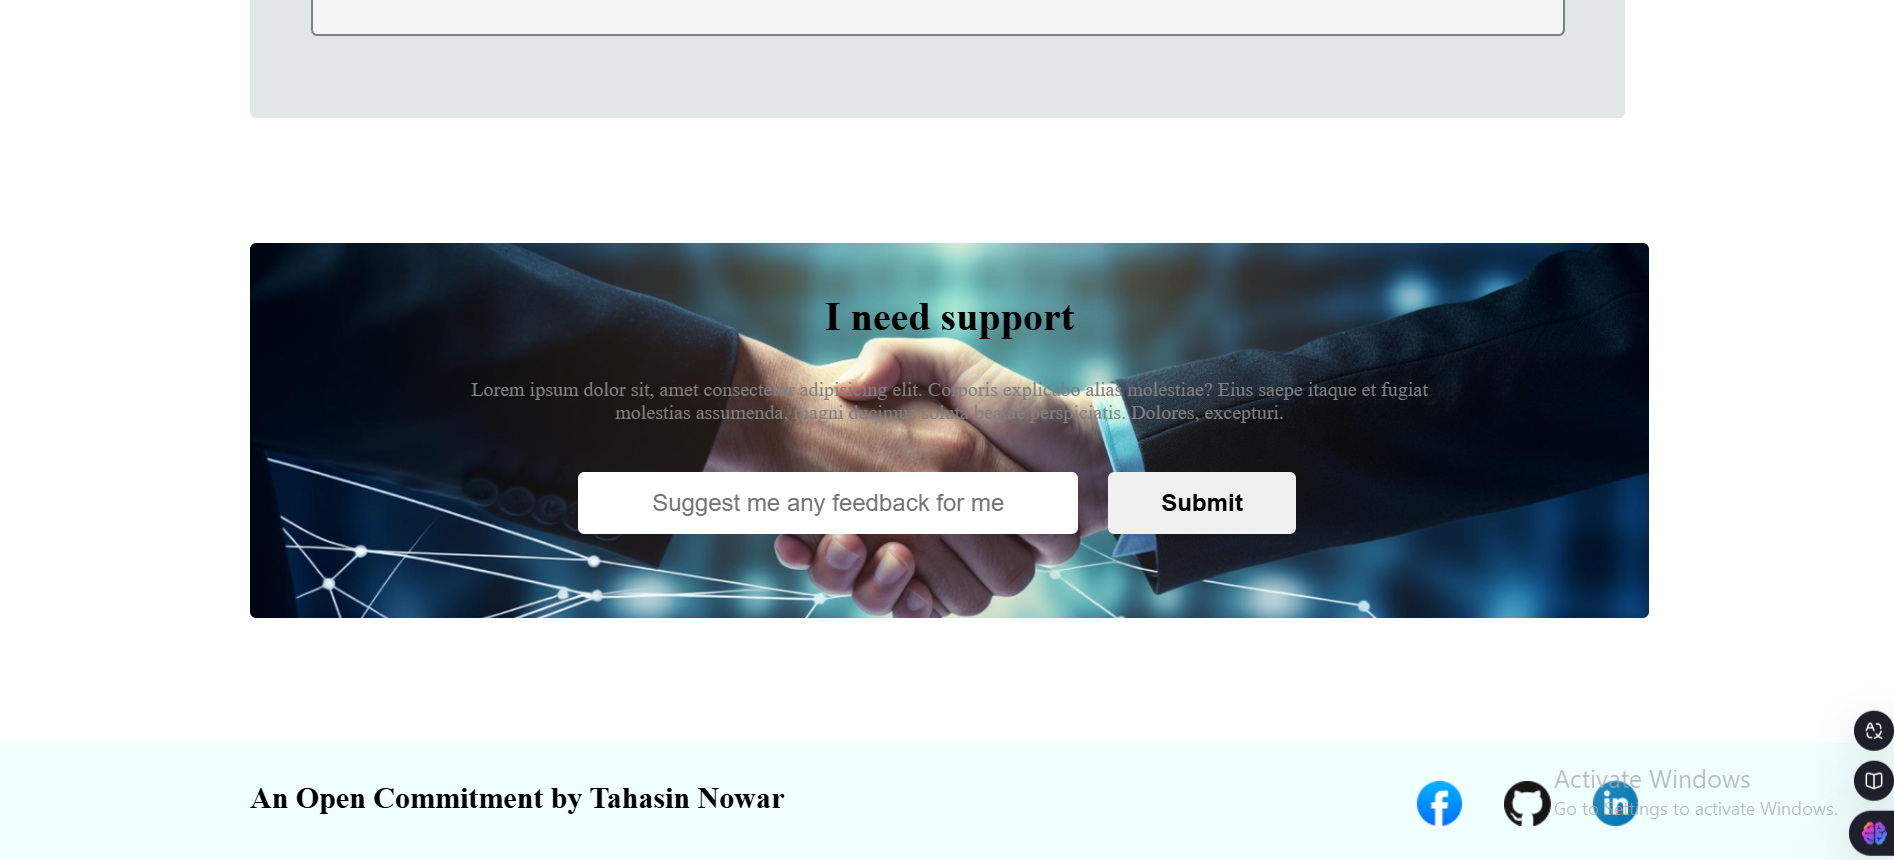 I need support
Lorem ipsum dolor sit, amet consectetur adipisicing elit. Corporis explicabo alias molestiae? Eius saepe itaque et fugiat
molestias assumenda, magni ducimus soluta beatae perspiciatis. Dolores, excepturi.
Suggest me any feedback for me
Submit
An Open Commitment by Tahasin Nowar
Activate Windows
Go to Settings to activate Windows.